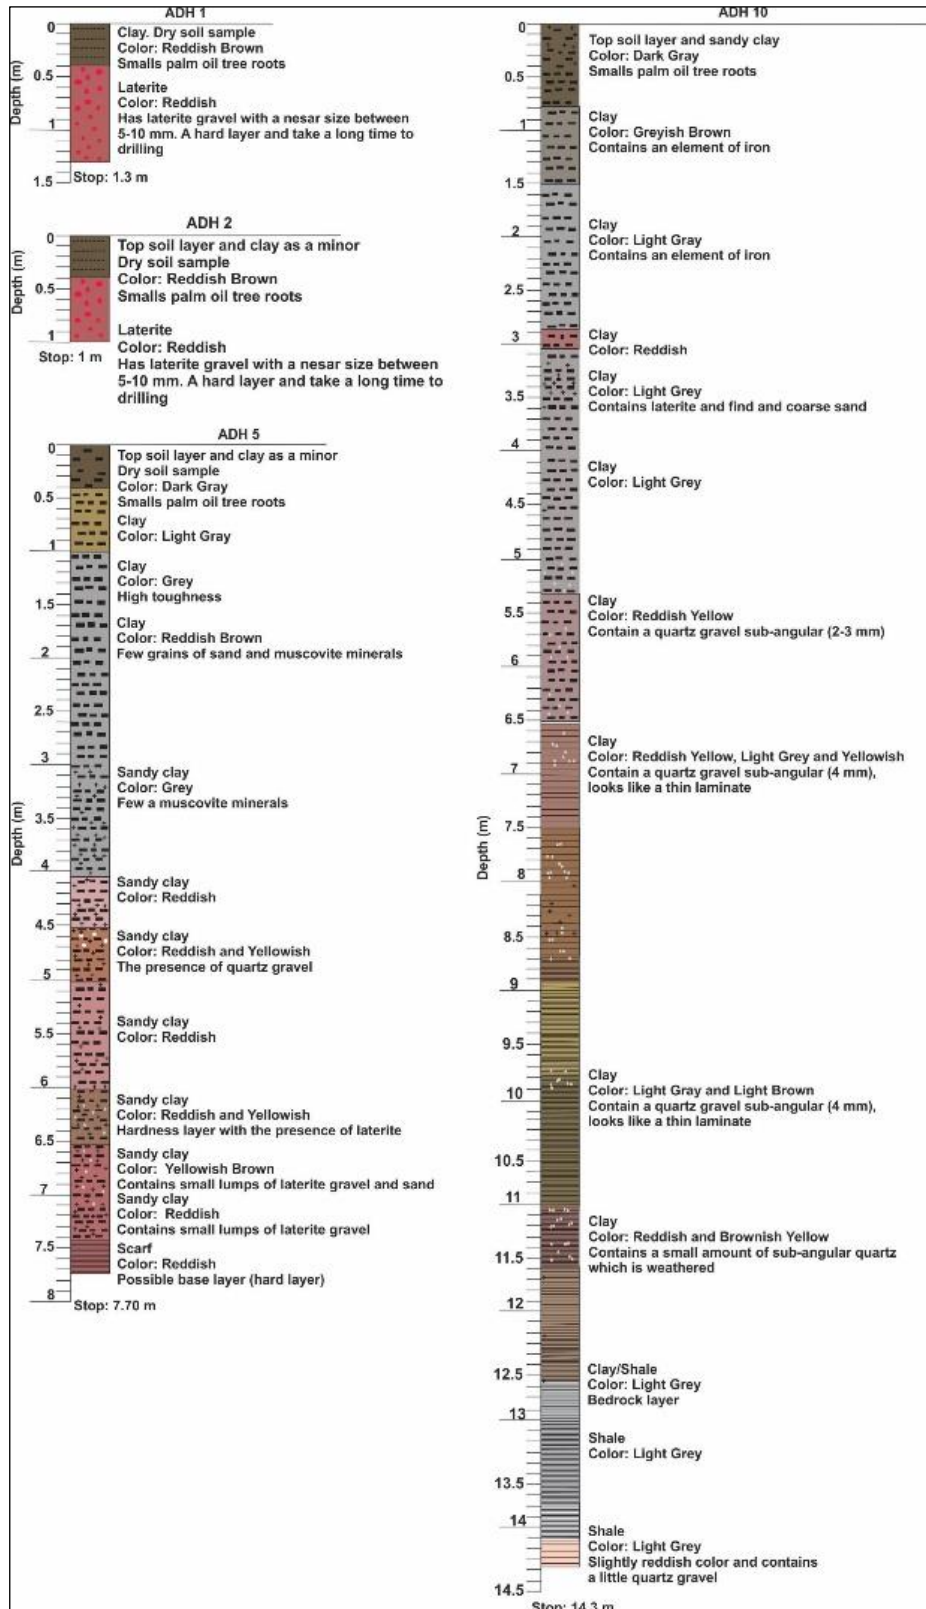 ADH 1
Depth (m)
0
0.5
1
1.5
Clay. Dry soil sample
Color: Reddish Brown
Smalls palm oil tree roots
Laterite
Color: Reddish
Has laterite gravel with a nesar size between
5-10 mm. A hard layer and take a long time to
drilling
Stop: 1.3 m
ADH 2
Depth (m)
0
0.5
1
Top soil layer and clay as a minor
Dry soil sample
Color: Reddish Brown
Smalls palm oil tree roots
Laterite
Color: Reddish
Has laterite gravel with a nesar size between
5-10 mm. A hard layer and take a long time to
drilling
Stop: 1 m
ADH 5
Depth (m)
0
0.5
1
1.5
2
2.5
3
3.5
4
4.5
5
5.5
6
6.5
7
7.5
8
Top soil layer and clay as a minor
Dry soil sample
Color: Dark Gray
Smalls palm oil tree roots
Clay
Color: Light Gray
Clay
Color: Grey
High toughness
Clay
Color: Reddish Brown
Few grains of sand and muscovite minerals
Sandy clay
Color: Grey
Few a muscovite minerals
Sandy clay
Color: Reddish
Sandy clay
Color: Reddish and Yellowish
The presence of quartz gravel
Sandy clay
Color: Reddish
Sandy clay
Color: Reddish and Yellowish
Hardness layer with the presence of laterite
Sandy clay
Color: Yellowish Brown
Contains small lumps of laterite gravel and sand
Sandy clay
Color: Reddish
Contains small lumps of laterite gravel
Scarf
Color: Reddish
Possible base layer (hard layer)
Stop: 7.70 m
ADH 10
Depth (m)
0
0.5
1
1.5
2
2.5
3
3.5
4
4.5
5
5.5
6
6.5
7
7.5
8
8.5
9
9.5
10
10.5
11
11.5
12
12.5
13
13.5
14
14.5
Top soil layer and sandy clay
Color: Dark Gray
Smalls palm oil tree roots
Clay
Color: Greyish Brown
Contains an element of iron
Clay
Color: Light Gray
Contains an element of iron
Clay
Color: Reddish
Clay
Color: Light Grey
Contains laterite and find and coarse sand
Clay
Color: Light Grey
Clay
Color: Reddish Yellow
Contain a quartz gravel sub-angular (2-3 mm)
Clay
Color: Reddish Yellow, Light Grey and Yellowish
Contain a quartz gravel sub-angular (4 mm),
looks like a thin laminate
Clay
Color: Light Gray and Light Brown
Contain a quartz gravel sub-angular (4 mm),
looks like a thin laminate
Clay
Color: Reddish and Brownish Yellow
Contains a small amount of sub-angular quartz
which is weathered
Clay/Shale
Color: Light Grey
Bedrock layer
Shale
Color: Light Grey
Shale
Color: Light Grey
Slightly reddish color and contains
a little quartz gravel
Stop: 14.3 m